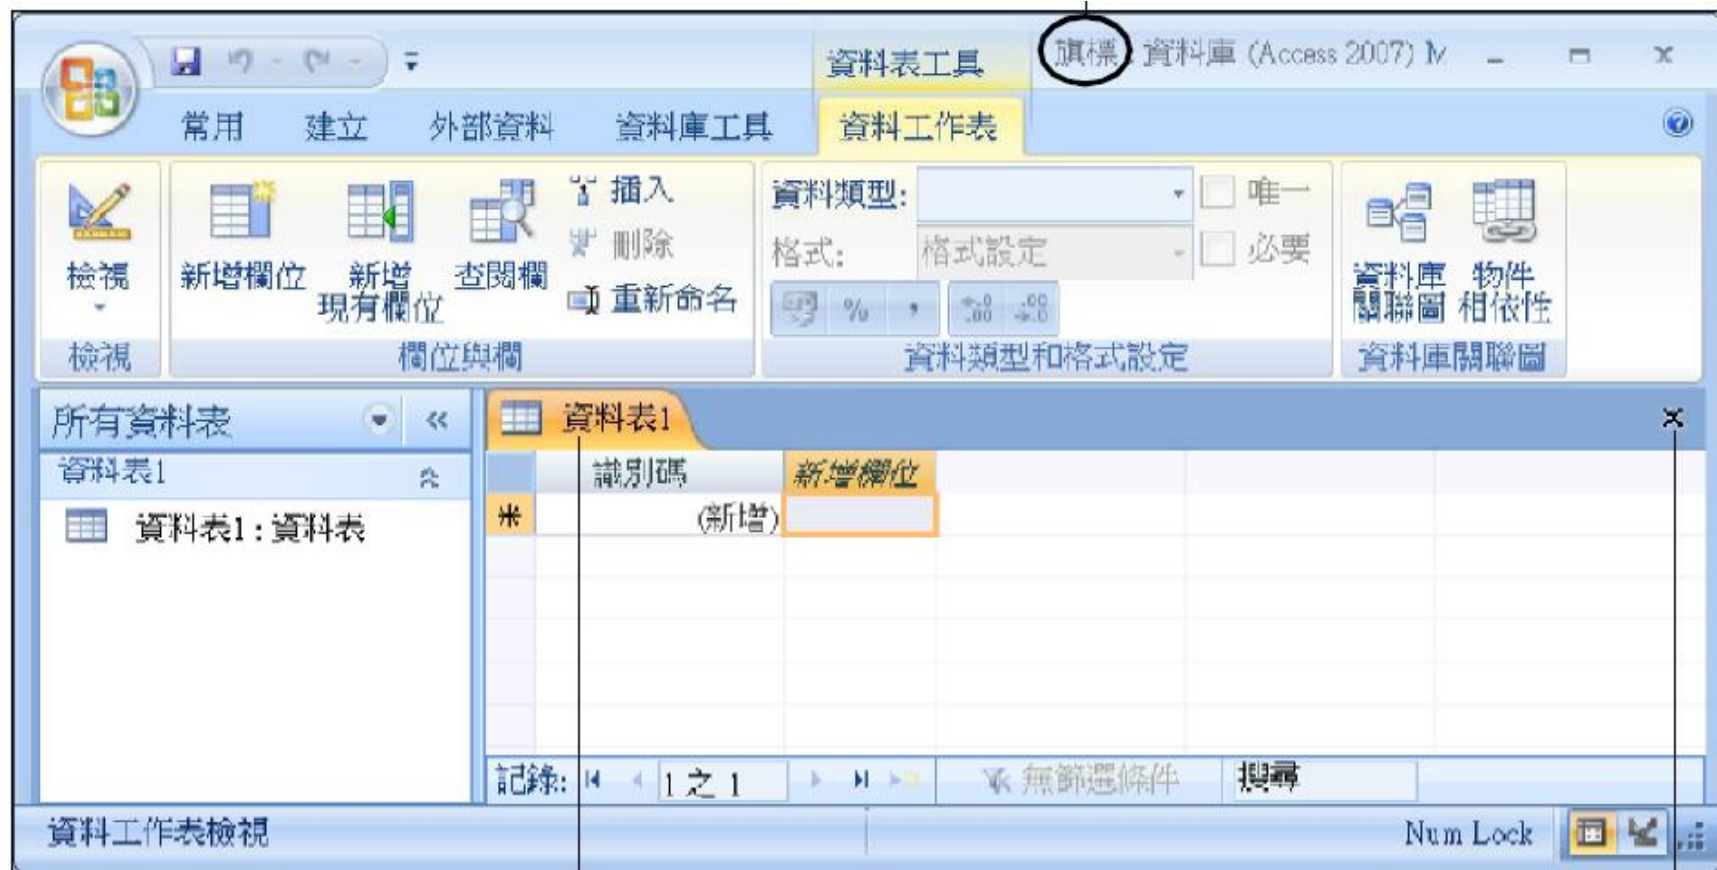 資料表工具 旗標 : 資料庫 (Access 2007) M
常用 建立 外部資料 資料庫工具 資料工作表
檢視 新增欄位 新增現有欄位 查閱欄 插入 刪除 重新命名
資料類型: 唯一
格式: 格式設定 必要
% , .0 .00 .00 .0
資料庫關聯圖 物件相依性
檢視 欄位與欄 資料類型和格式設定 資料庫關聯圖
所有資料表 «
資料表1
資料表1 : 資料表
資料表1
識別碼 新增欄位
(新增)
記錄: 1 之 1 無篩選條件 搜尋
資料工作表檢視 Num Lock